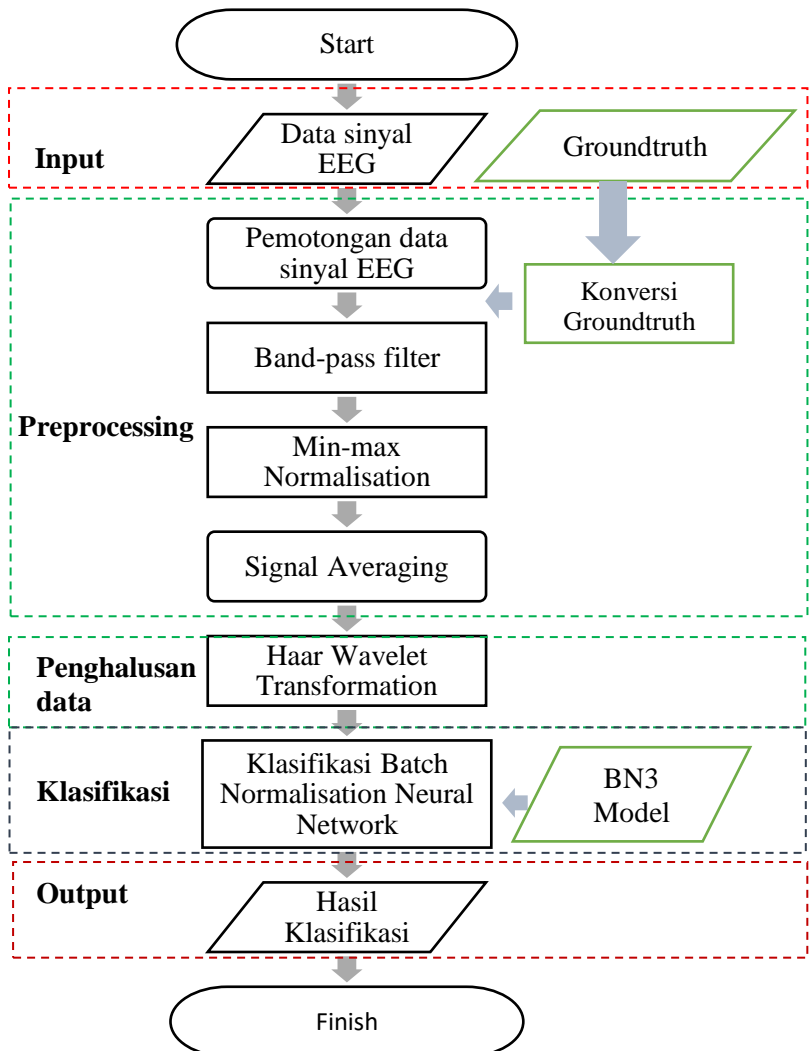 Start
Input
Data sinyal
EEG
Groundtruth
Pemotongan data
sinyal EEG
Konversi
Groundtruth
Band-pass filter
Preprocessing
Min-max
Normalisation
Signal Averaging
Penghalusan
data
Haar Wavelet
Transformation
Klasifikasi
Klasifikasi Batch
Normalisation Neural
Network
BN3
Model
Output
Hasil
Klasifikasi
Finish